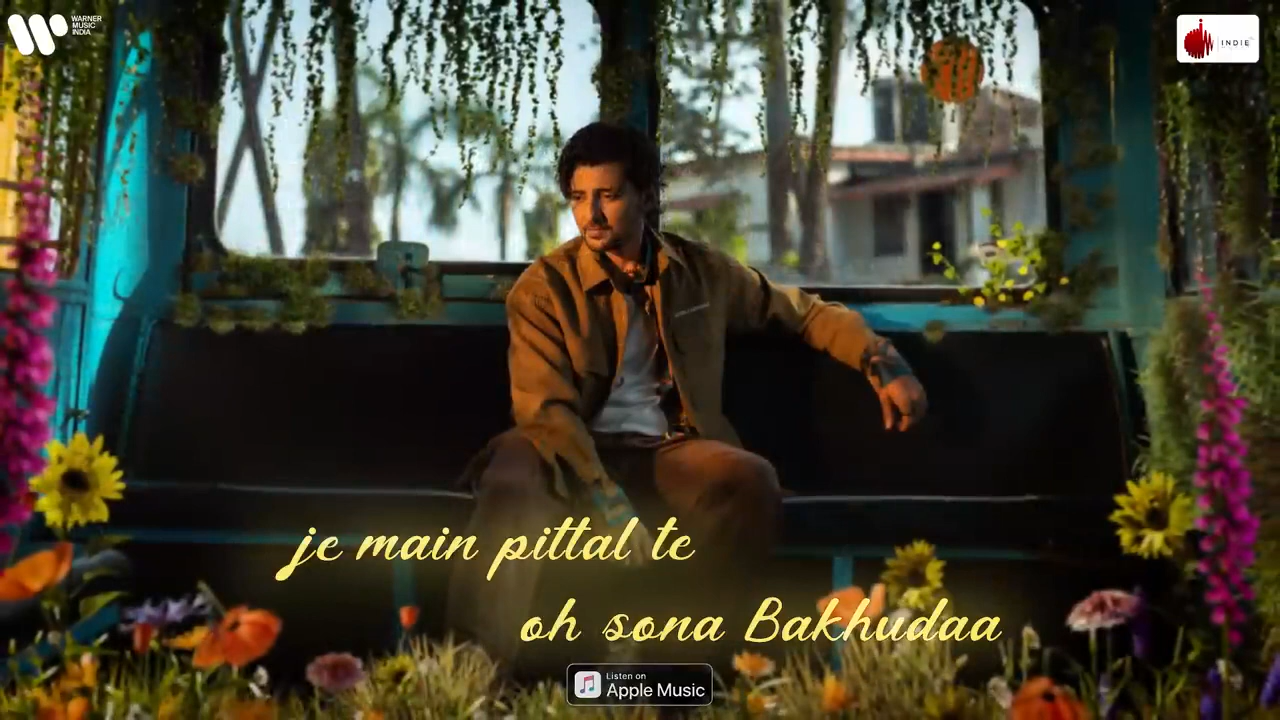 WARNER
MUSIC
INDIA
INDIE
je main pittal te
oh sona Bakhudaa
Listen on
Apple Music